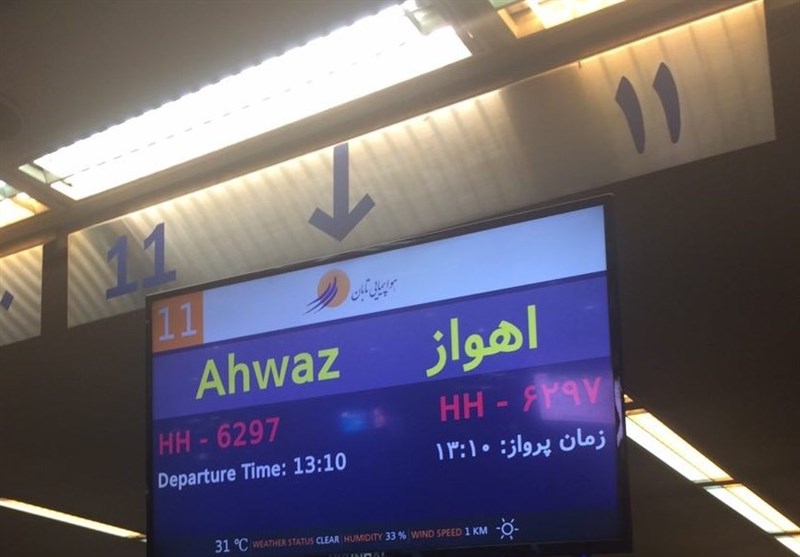 11
۱۱
11
هواپیمایی تابان
Ahwaz
اهواز
HH - 6297
HH - ۶۲۹۷
Departure Time: 13:10
زمان پرواز: ۱۳:۱۰
31 °C WEATHER STATUS CLEAR HUMIDITY 33 % WIND SPEED 1 KM